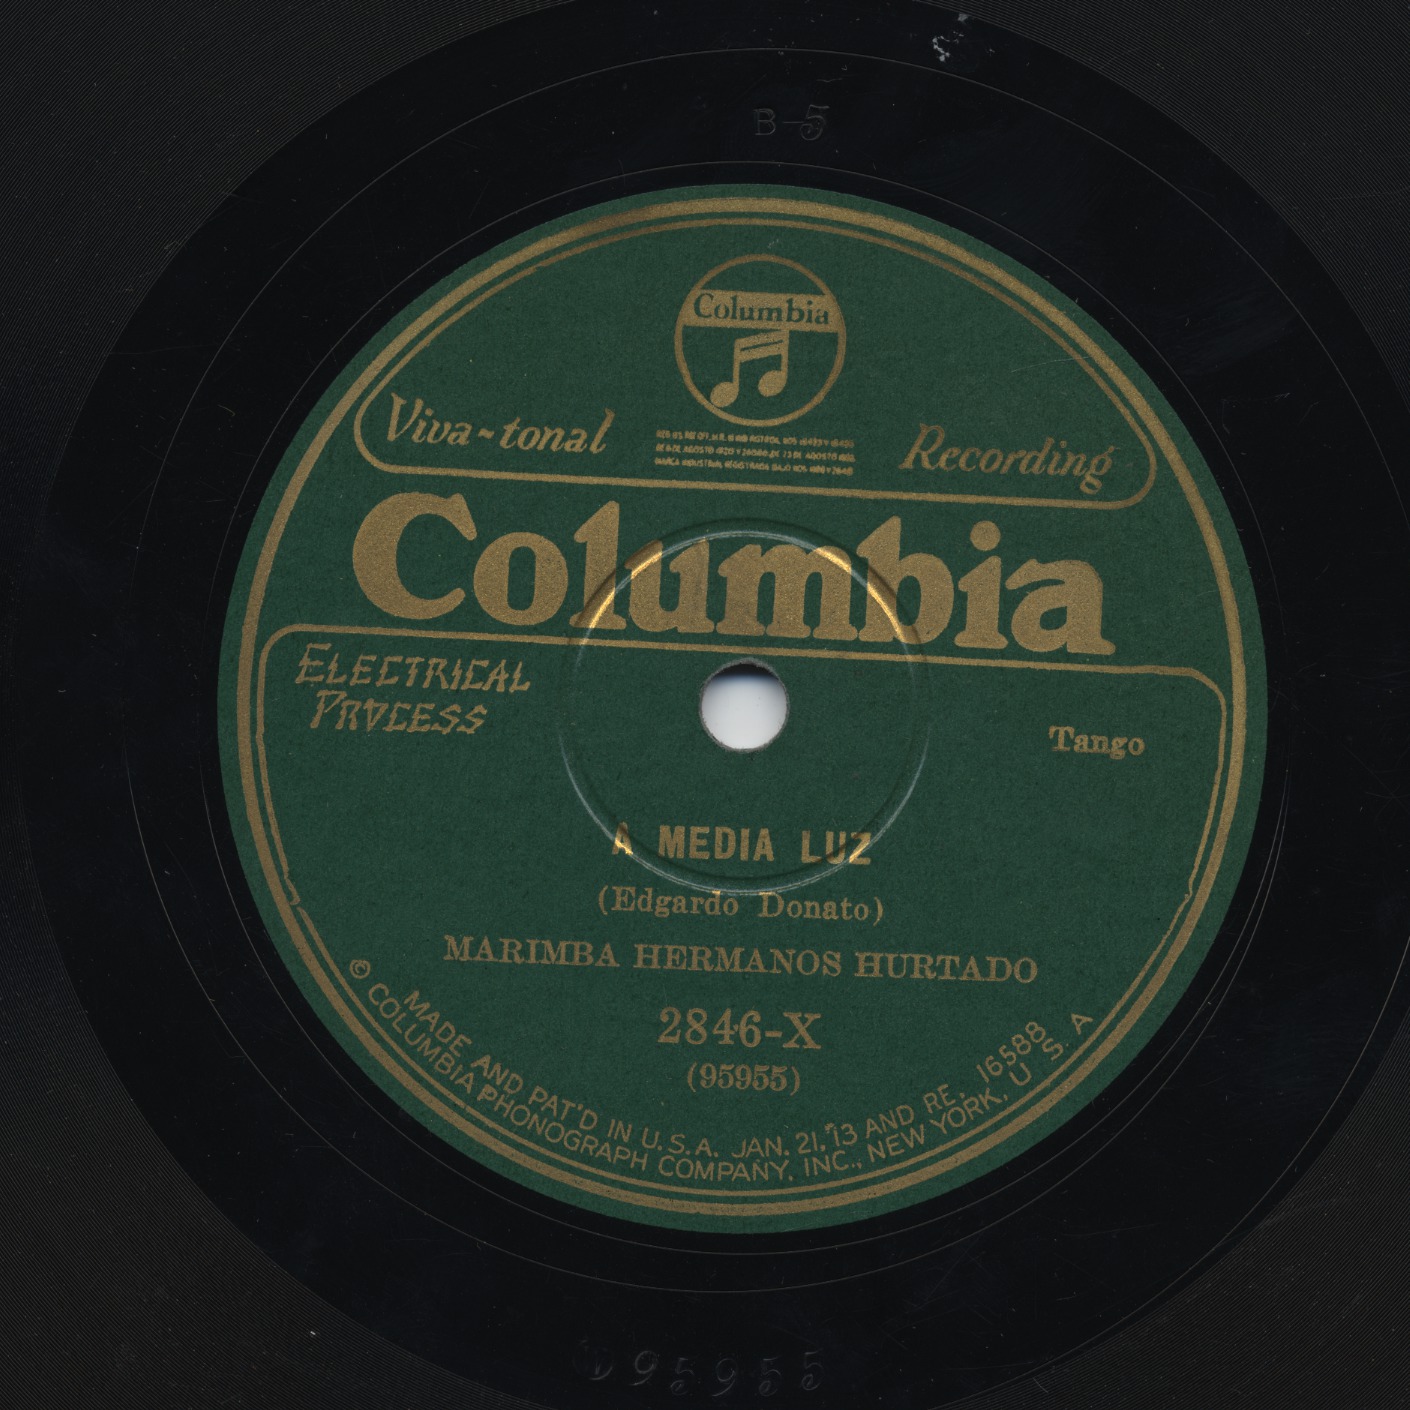 B-5
Columbia
Viva-tonal Recording
Columbia
ELECTRICAL
PROCESS
Tango
A MEDIA LUZ
(Edgardo Donato)
MARIMBA HERMANOS HURTADO
2846-X
(95955)
MADE AND PAT'D IN U.S.A. JAN. 21, '13 AND RE. 16588
© COLUMBIA PHONOGRAPH COMPANY, INC., NEW YORK, U. S. A
95955